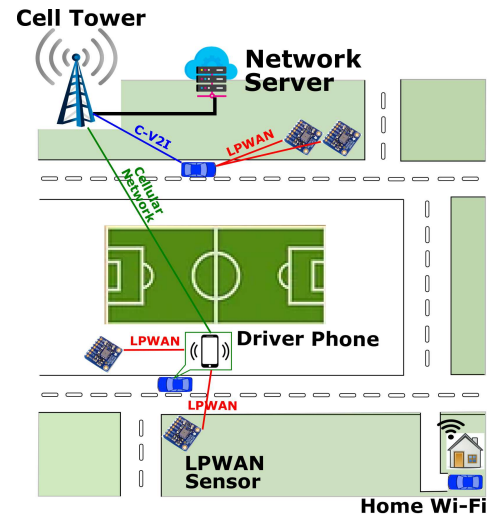 Cell Tower
Network
Server
C-V2I
LPWAN
Cellular
Network
LPWAN
Driver Phone
LPWAN
LPWAN
Sensor
Home Wi-Fi